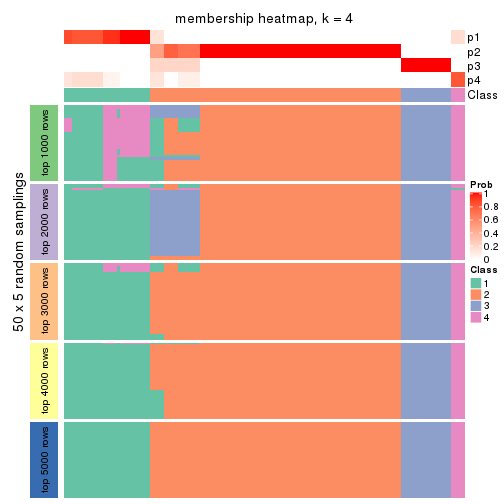 membership heatmap, k = 4
p1
p2
p3
p4
Class
50 x 5 random samplings
top 1000 rows
top 2000 rows
top 3000 rows
top 4000 rows
top 5000 rows
Prob
1
0.8
0.6
0.4
0.2
0
Class
1
2
3
4